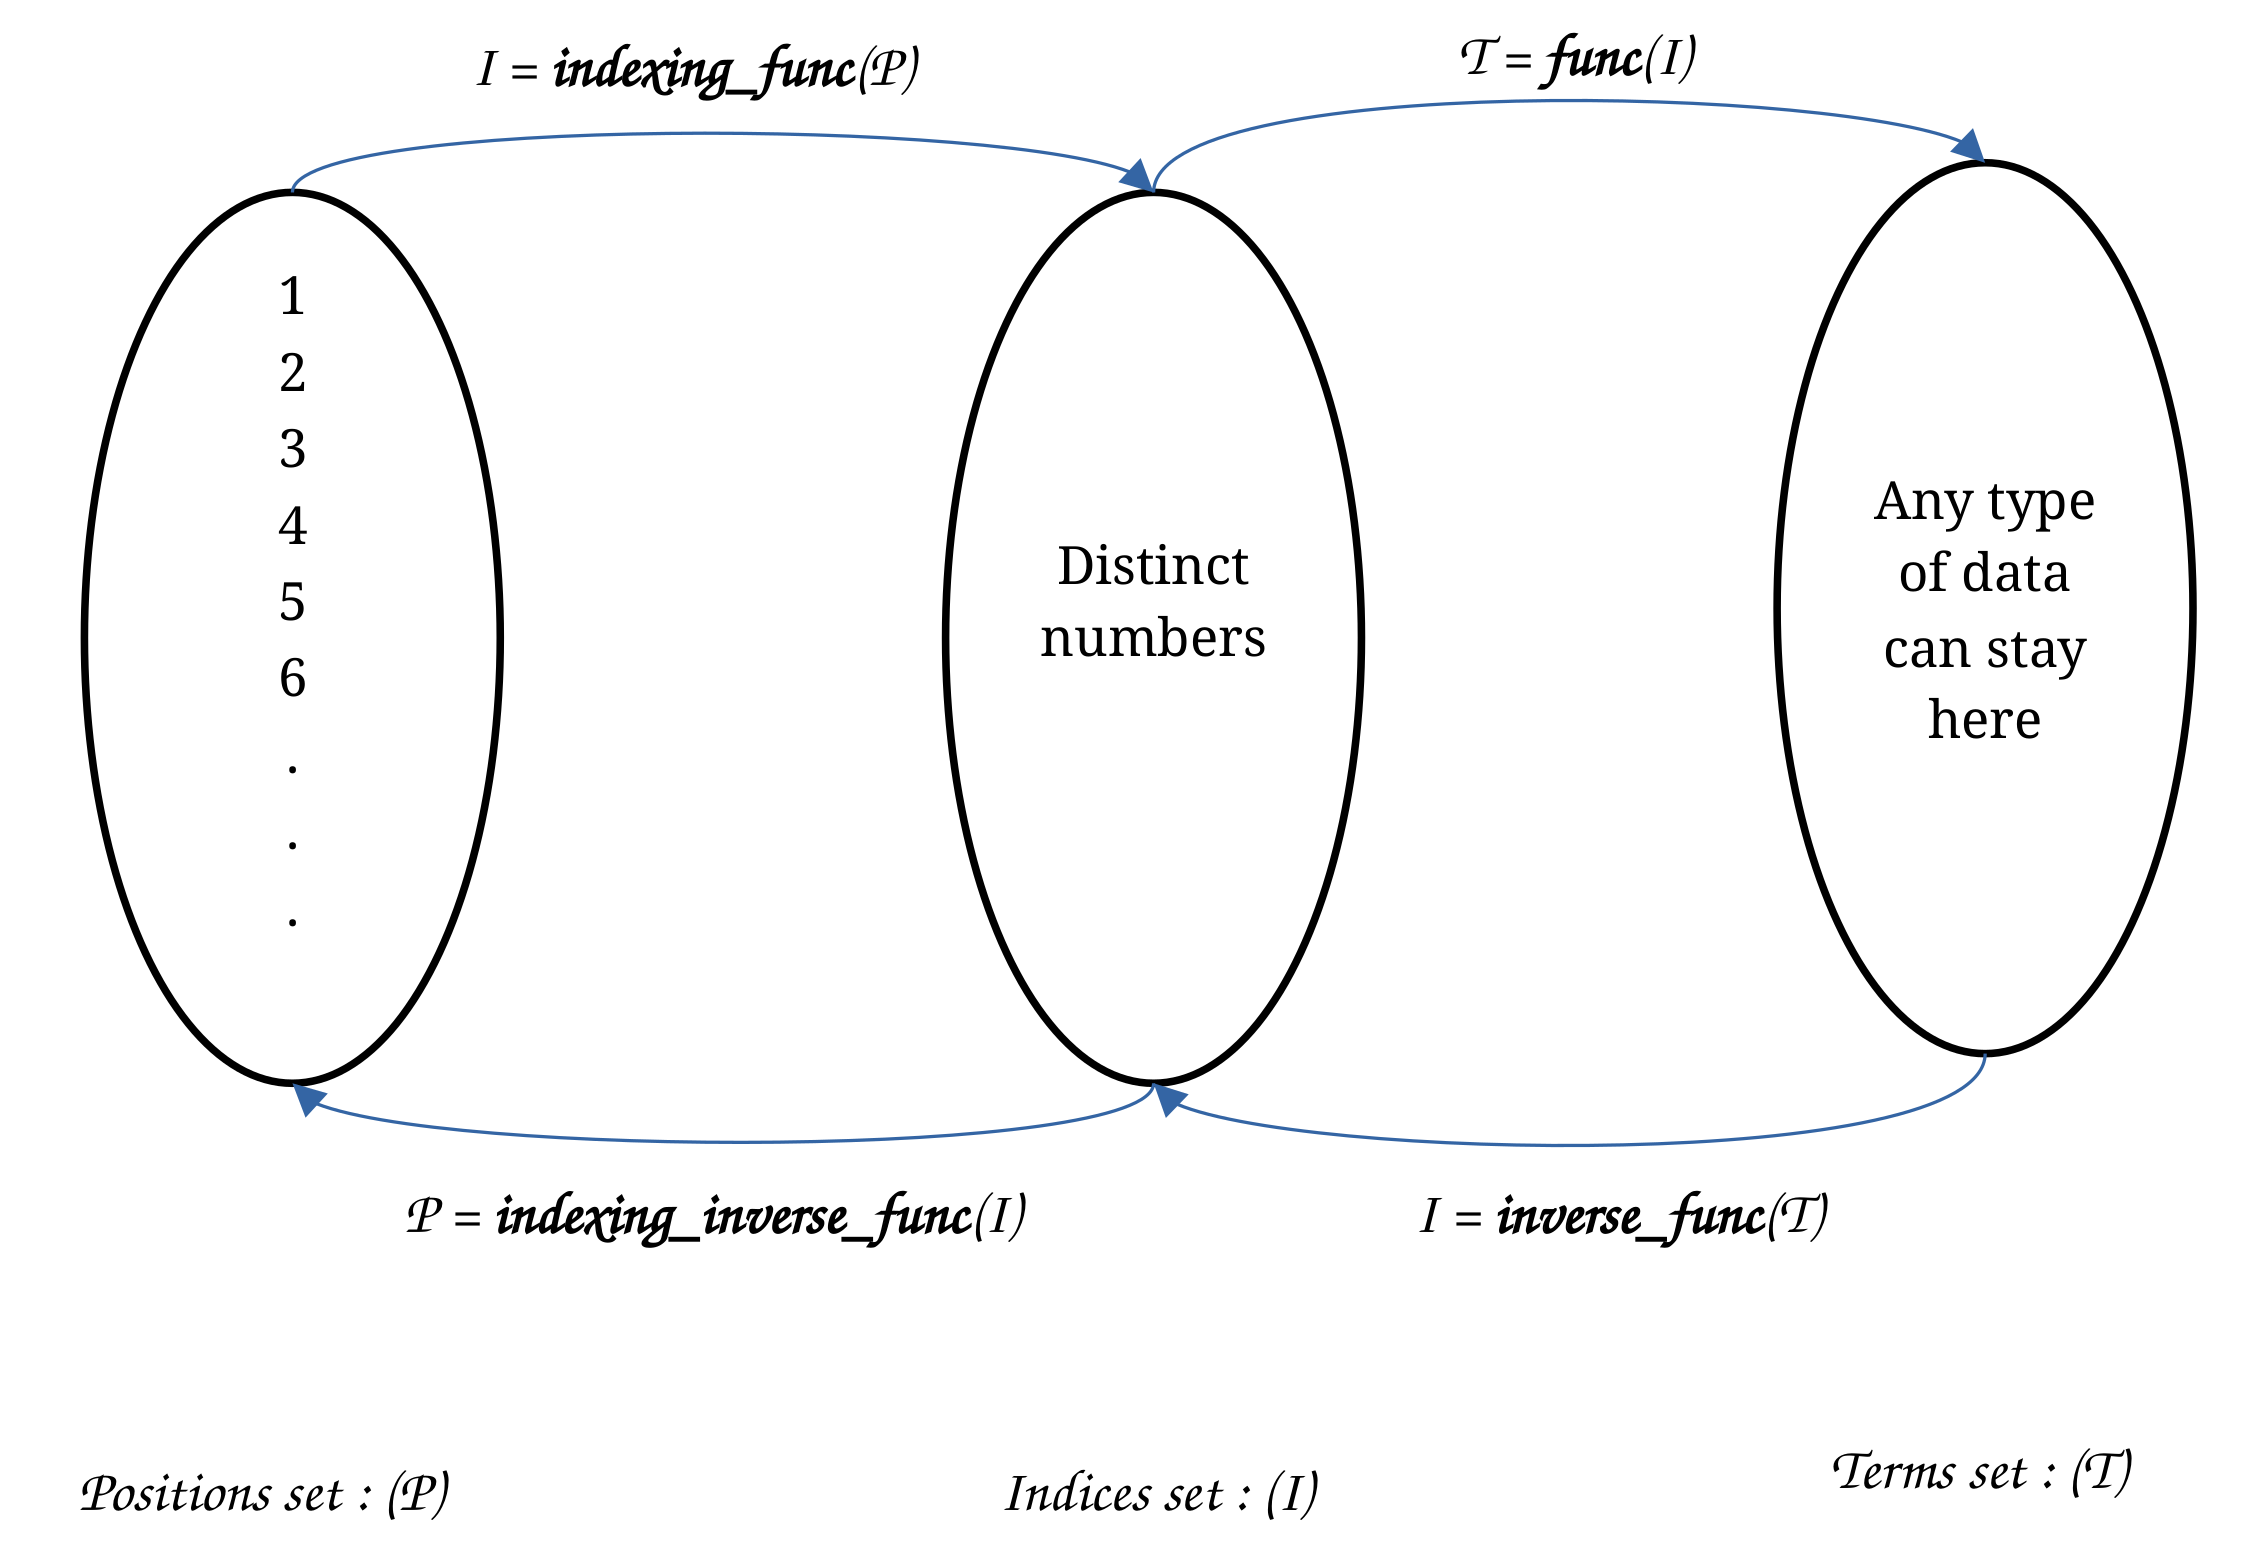 I = indexing_func(P)
T = func(I)
1
2
3
4
5
6
.
.
.
Distinct
numbers
Any type
of data
can stay
here
P = indexing_inverse_func(I)
I = inverse_func(T)
Positions set : (P)
Indices set : (I)
Terms set : (T)